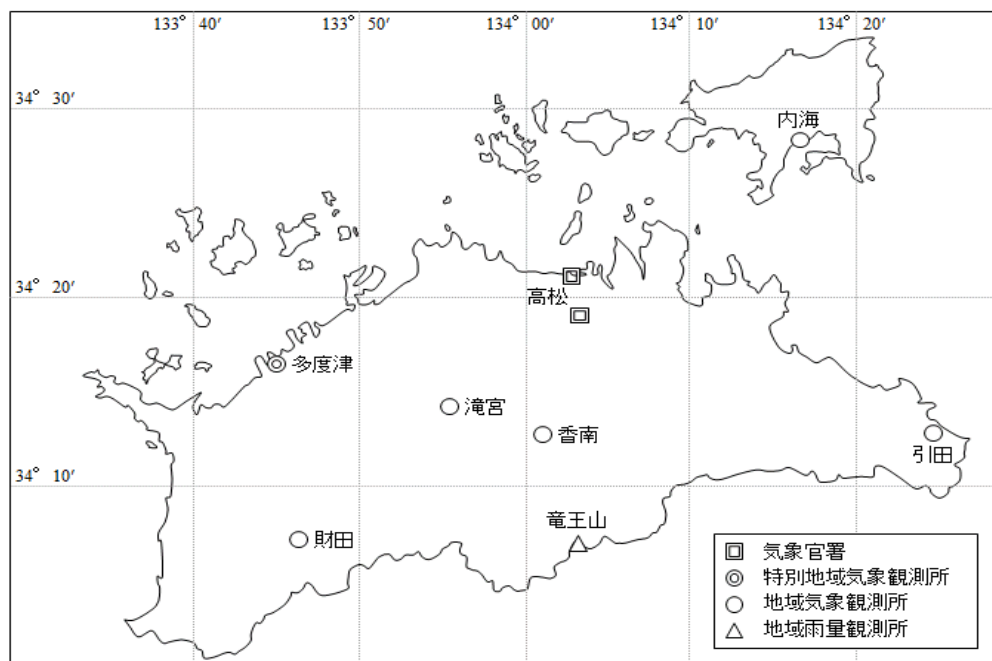 133° 40′
133° 50′
134° 00′
134° 10′
134° 20′
34° 30′
内海
34° 20′
高松
多度津
滝宮
香南
引田
34° 10′
竜王山
財田
気象官署
特別地域気象観測所
地域気象観測所
地域雨量観測所